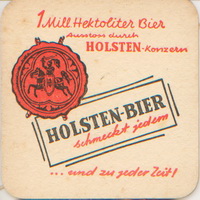 1 Mill Hektoliter Bier
Ausstoss durch
HOLSTEN-Konzern
HOLSTEN-BIER
schmeckt jedem
... und zu jeder Zeit!